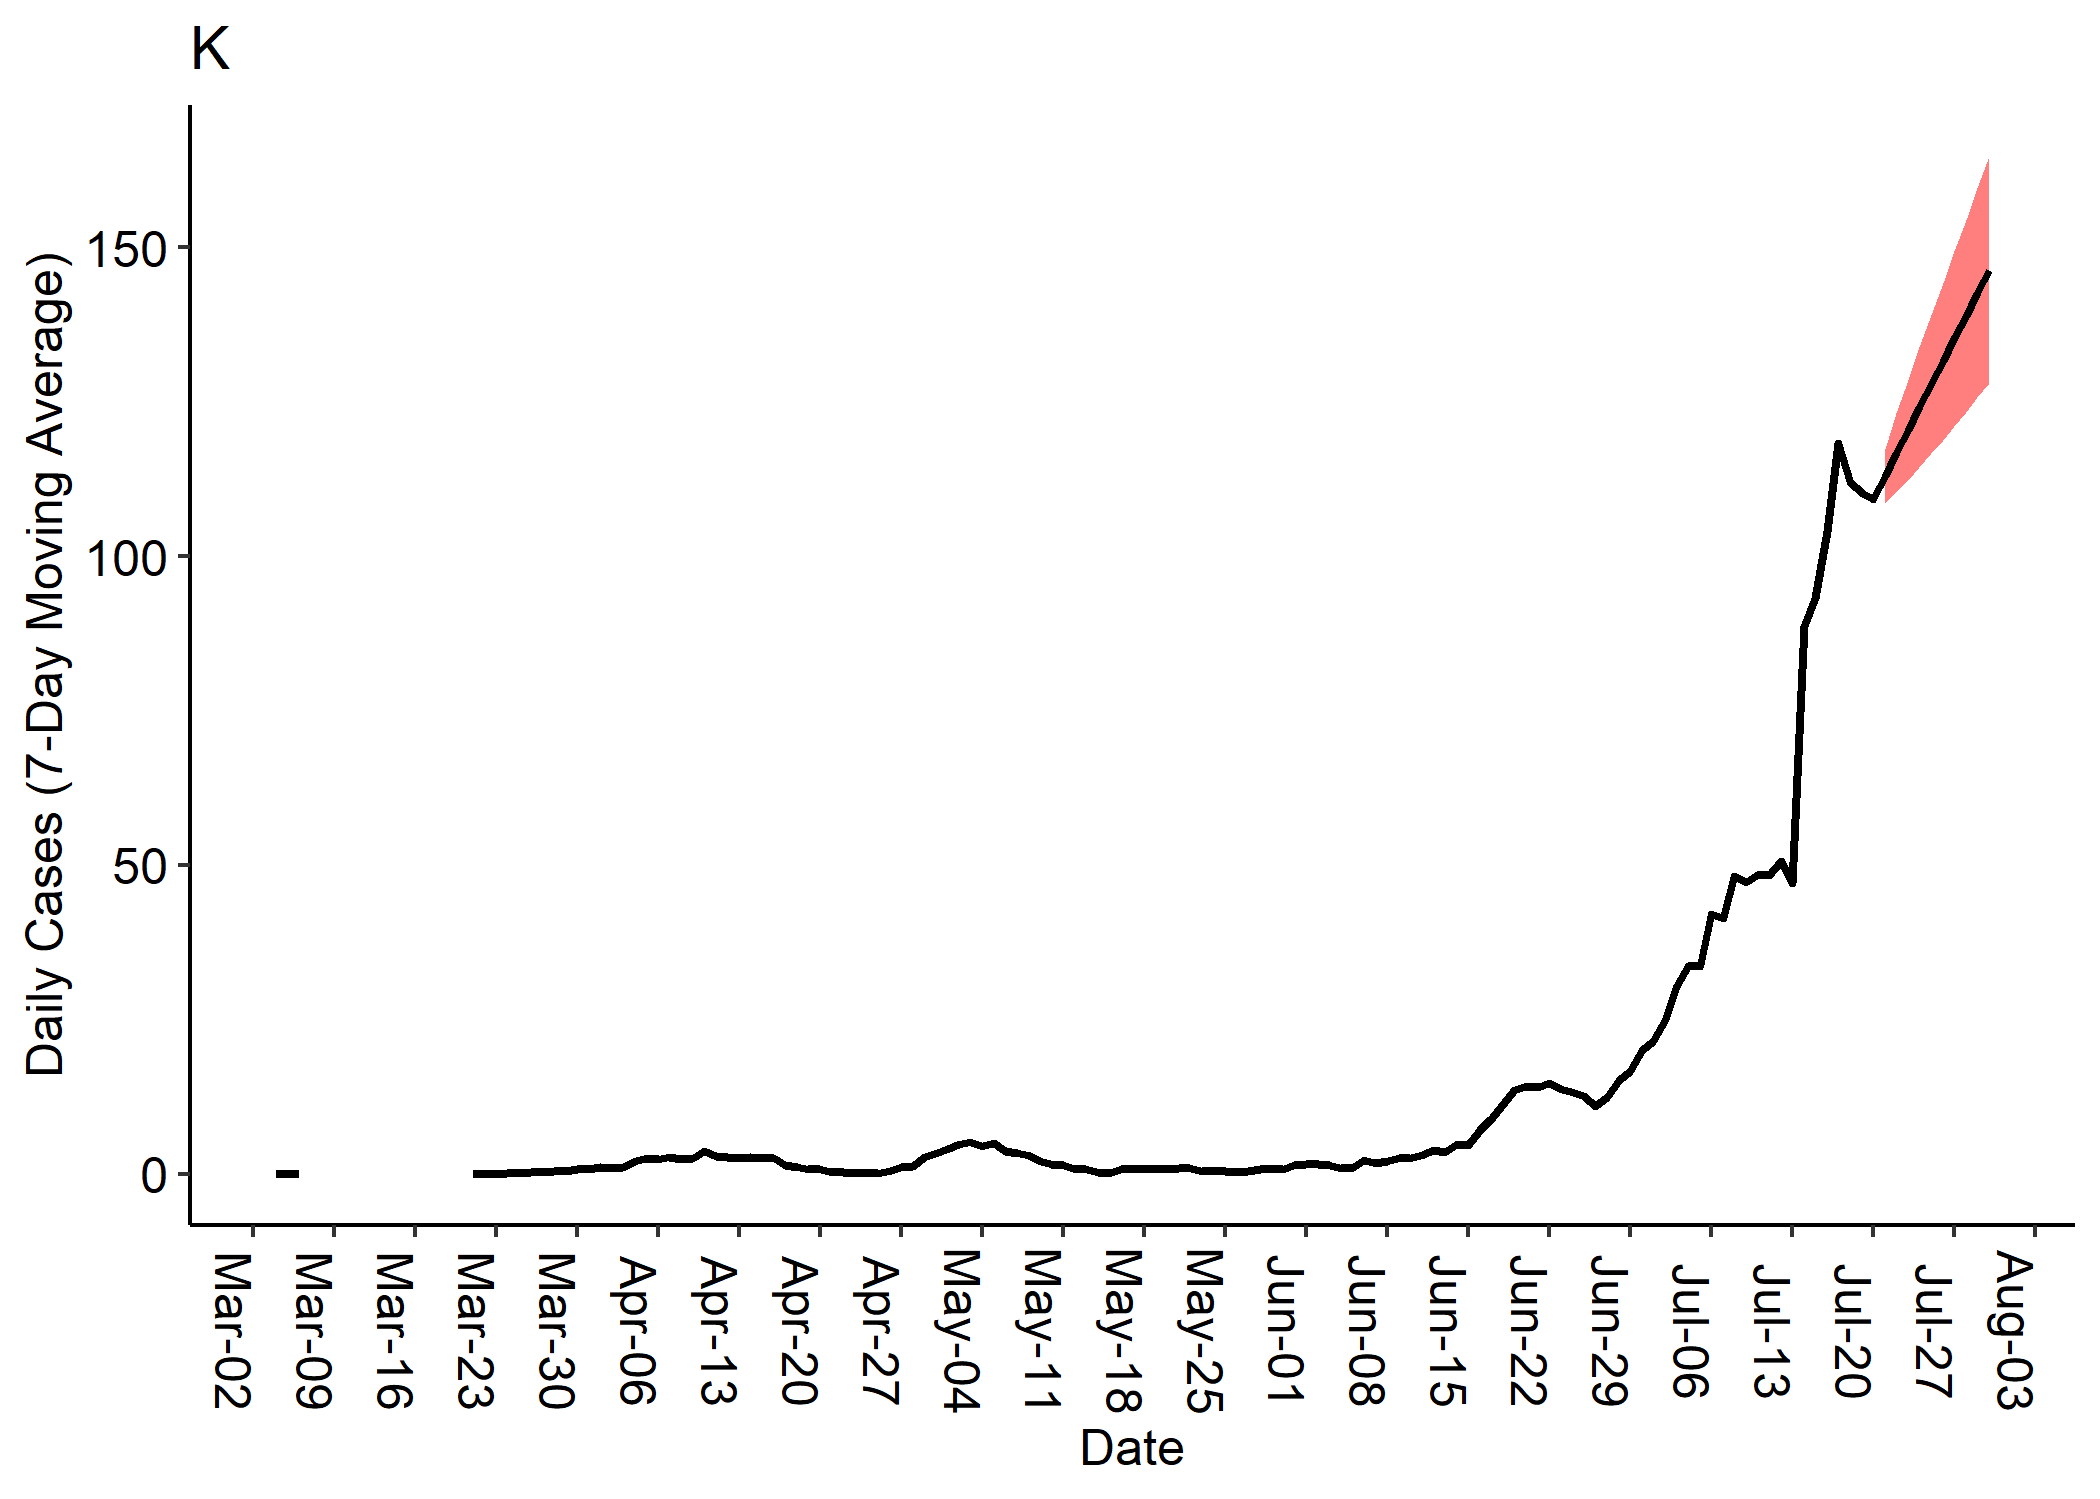 K
Daily Cases (7-Day Moving Average)
150
100
50
0
Mar-02
Mar-09
Mar-16
Mar-23
Mar-30
Apr-06
Apr-13
Apr-20
Apr-27
May-04
May-11
May-18
May-25
Jun-01
Jun-08
Jun-15
Jun-22
Jun-29
Jul-06
Jul-13
Jul-20
Jul-27
Aug-03
Date